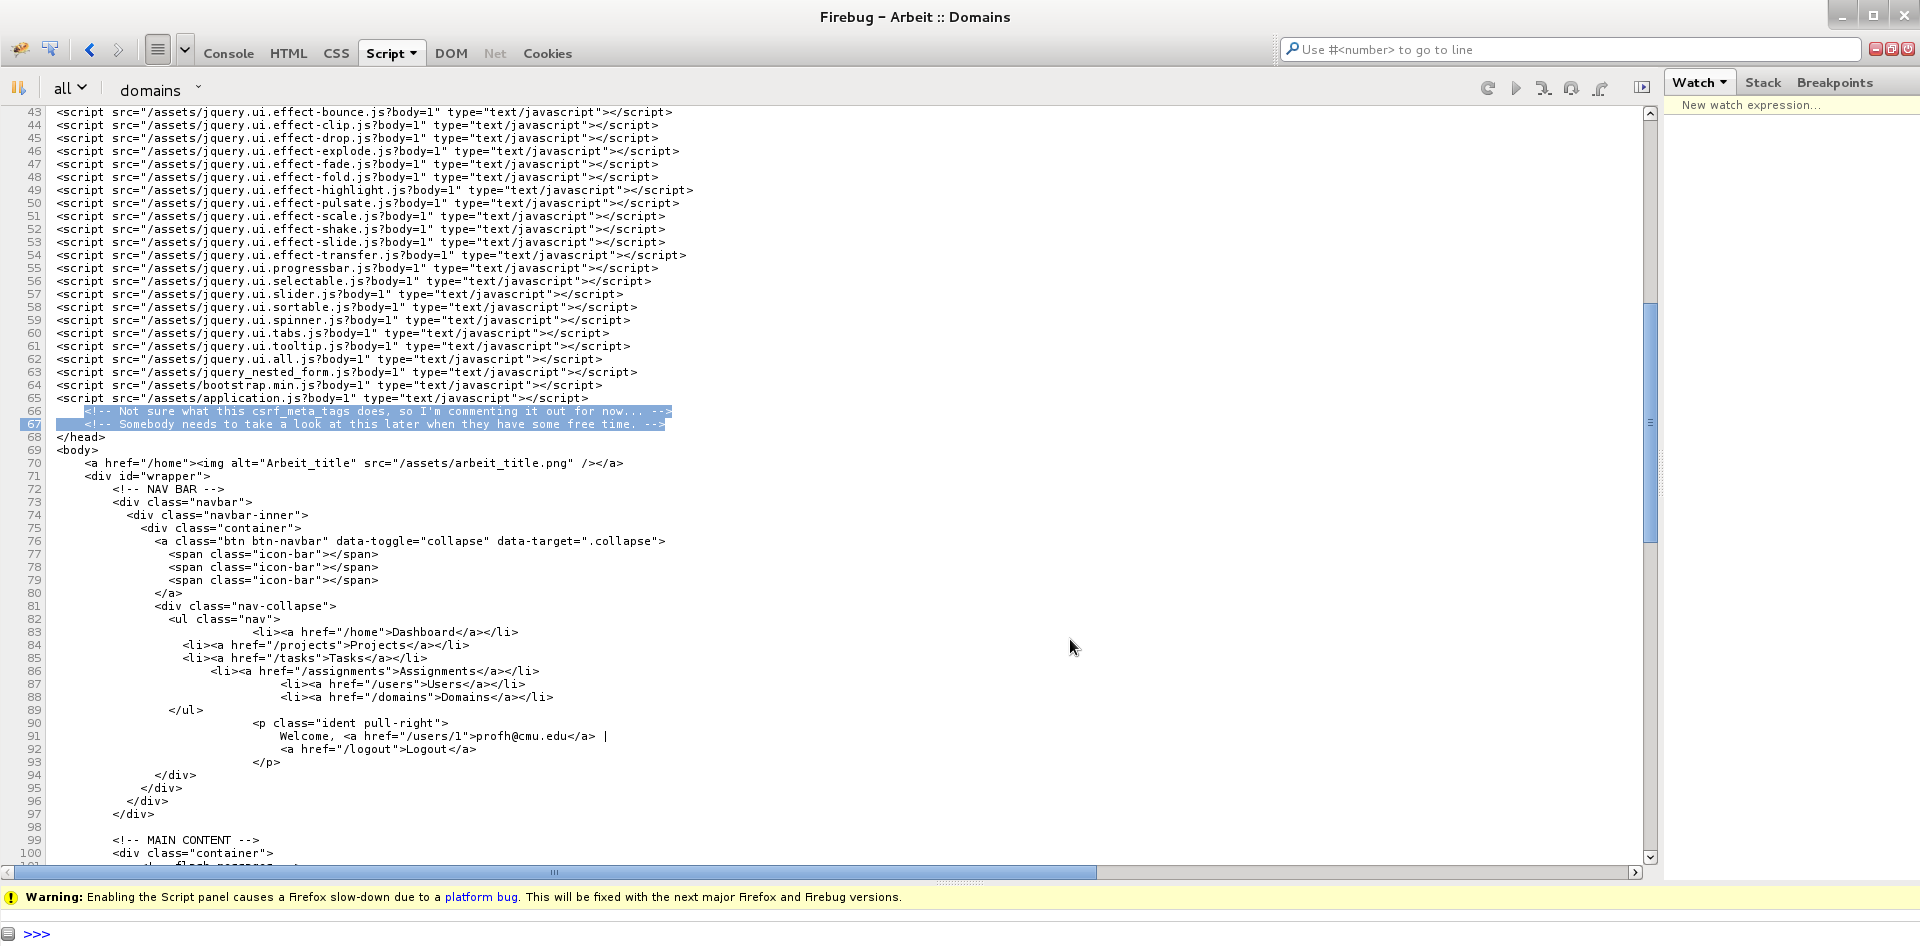 Firebug - Arbeit :: Domains
Console HTML CSS Script DOM Net Cookies
Use #<number> to go to line
all domains
Watch Stack Breakpoints
New watch expression...
43 <script src="/assets/jquery.ui.effect-bounce.js?body=1" type="text/javascript"></script>
44 <script src="/assets/jquery.ui.effect-clip.js?body=1" type="text/javascript"></script>
45 <script src="/assets/jquery.ui.effect-drop.js?body=1" type="text/javascript"></script>
46 <script src="/assets/jquery.ui.effect-explode.js?body=1" type="text/javascript"></script>
47 <script src="/assets/jquery.ui.effect-fade.js?body=1" type="text/javascript"></script>
48 <script src="/assets/jquery.ui.effect-fold.js?body=1" type="text/javascript"></script>
49 <script src="/assets/jquery.ui.effect-highlight.js?body=1" type="text/javascript"></script>
50 <script src="/assets/jquery.ui.effect-pulsate.js?body=1" type="text/javascript"></script>
51 <script src="/assets/jquery.ui.effect-scale.js?body=1" type="text/javascript"></script>
52 <script src="/assets/jquery.ui.effect-shake.js?body=1" type="text/javascript"></script>
53 <script src="/assets/jquery.ui.effect-slide.js?body=1" type="text/javascript"></script>
54 <script src="/assets/jquery.ui.effect-transfer.js?body=1" type="text/javascript"></script>
55 <script src="/assets/jquery.ui.progressbar.js?body=1" type="text/javascript"></script>
56 <script src="/assets/jquery.ui.selectable.js?body=1" type="text/javascript"></script>
57 <script src="/assets/jquery.ui.slider.js?body=1" type="text/javascript"></script>
58 <script src="/assets/jquery.ui.sortable.js?body=1" type="text/javascript"></script>
59 <script src="/assets/jquery.ui.spinner.js?body=1" type="text/javascript"></script>
60 <script src="/assets/jquery.ui.tabs.js?body=1" type="text/javascript"></script>
61 <script src="/assets/jquery.ui.tooltip.js?body=1" type="text/javascript"></script>
62 <script src="/assets/jquery.ui.all.js?body=1" type="text/javascript"></script>
63 <script src="/assets/jquery_nested_form.js?body=1" type="text/javascript"></script>
64 <script src="/assets/bootstrap.min.js?body=1" type="text/javascript"></script>
65 <script src="/assets/application.js?body=1" type="text/javascript"></script>
66 <!-- Not sure what this csrf_meta_tags does, so I'm commenting it out for now... -->
67 <!-- Somebody needs to take a look at this later when they have some free time. -->
68 </head>
69 <body>
70 <a href="/home"><img alt="Arbeit_title" src="/assets/arbeit_title.png" /></a>
71 <div id="wrapper">
72 <!-- NAV BAR -->
73 <div class="navbar">
74 <div class="navbar-inner">
75 <div class="container">
76 <a class="btn btn-navbar" data-toggle="collapse" data-target=".collapse">
77 <span class="icon-bar"></span>
78 <span class="icon-bar"></span>
79 <span class="icon-bar"></span>
80 </a>
81 <div class="nav-collapse">
82 <ul class="nav">
83 <li><a href="/home">Dashboard</a></li>
84 <li><a href="/projects">Projects</a></li>
85 <li><a href="/tasks">Tasks</a></li>
86 <li><a href="/assignments">Assignments</a></li>
87 <li><a href="/users">Users</a></li>
88 <li><a href="/domains">Domains</a></li>
89 </ul>
90 <p class="ident pull-right">
91 Welcome, <a href="/users/1">profh@cmu.edu</a> |
92 <a href="/logout">Logout</a>
93 </p>
94 </div>
95 </div>
96 </div>
97 </div>
98
99 <!-- MAIN CONTENT -->
100 <div class="container">
Warning: Enabling the Script panel causes a Firefox slow-down due to a platform bug. This will be fixed with the next major Firefox and Firebug versions.
>>>